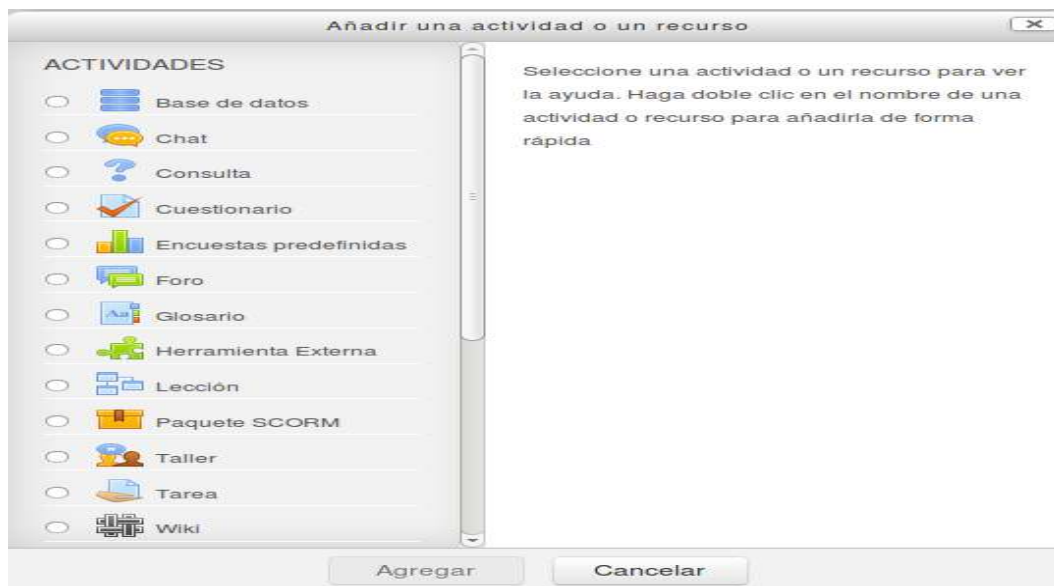 Añadir una actividad o un recurso
ACTIVIDADES
Base de datos
Chat
Consulta
Cuestionario
Encuestas predefinidas
Foro
Aa
Glosario
Herramienta Externa
Lección
Paquete SCORM
Taller
Tarea
Wiki
Seleccione una actividad o un recurso para ver
la ayuda. Haga doble clic en el nombre de una
actividad o recurso para añadirla de forma
rápida
Agregar
Cancelar